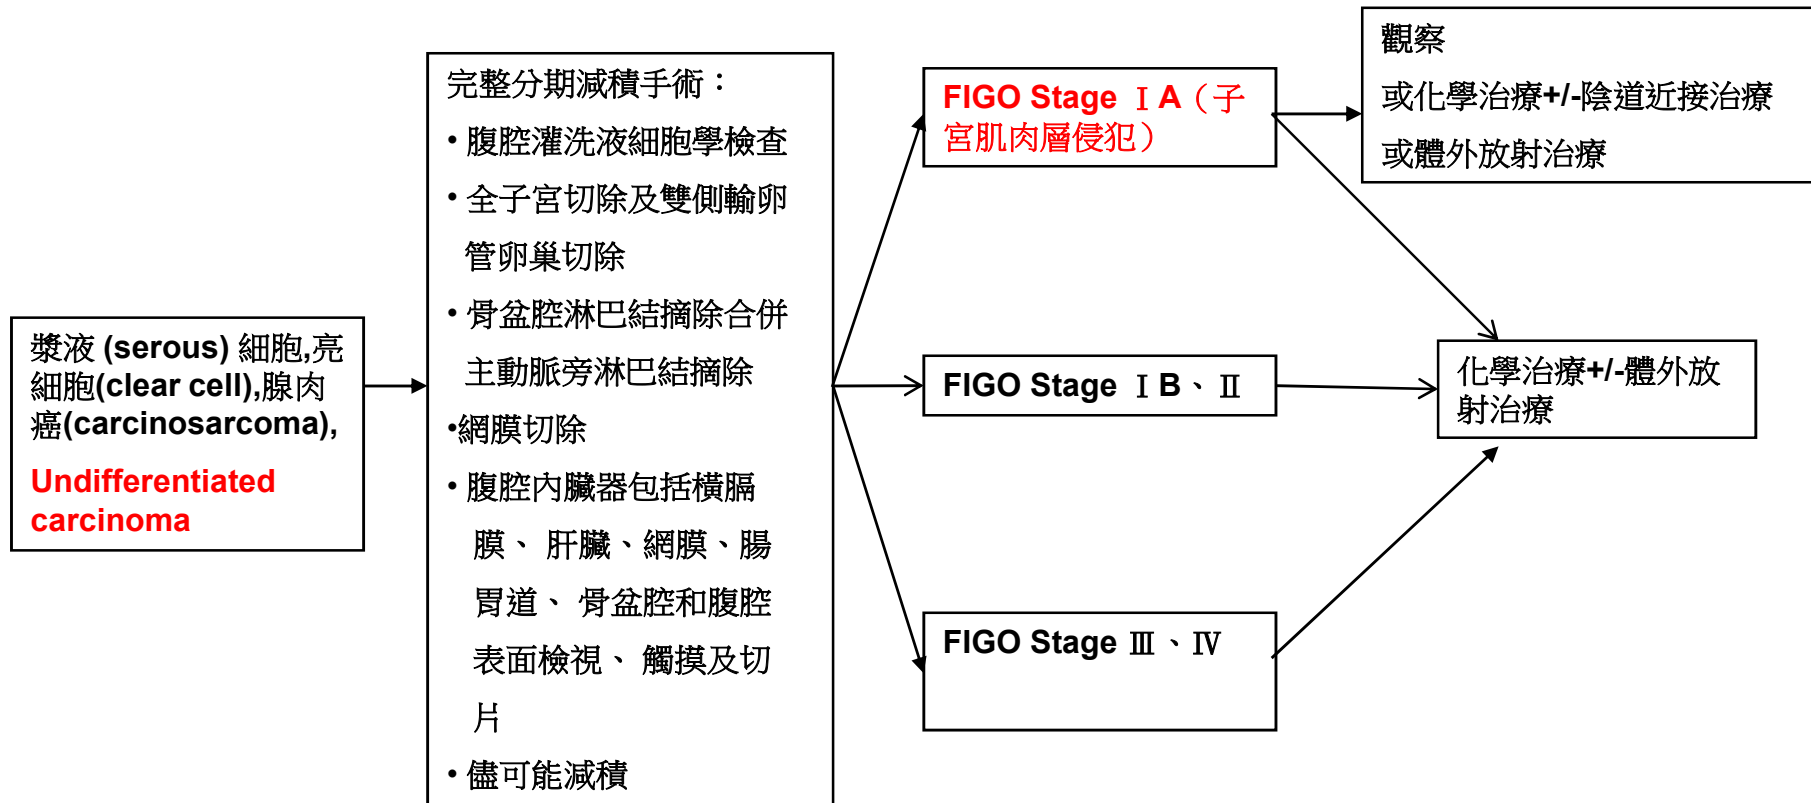 漿液 (serous) 細胞,亮
細胞(clear cell),腺肉
癌(carcinosarcoma),
Undifferentiated
carcinoma
完整分期減積手術：
• 腹腔灌洗液細胞學檢查
• 全子宮切除及雙側輸卵
管卵巢切除
• 骨盆腔淋巴結摘除合併
主動脈旁淋巴結摘除
•網膜切除
• 腹腔內臟器包括橫膈
膜、 肝臟、網膜、腸
胃道、 骨盆腔和腹腔
表面檢視、 觸摸及切
片
• 儘可能減積
FIGO Stage ⅠA（子
宮肌肉層侵犯）
FIGO Stage ⅠB、Ⅱ
FIGO Stage Ⅲ、Ⅳ
觀察
或化學治療+/-陰道近接治療
或體外放射治療
化學治療+/-體外放
射治療